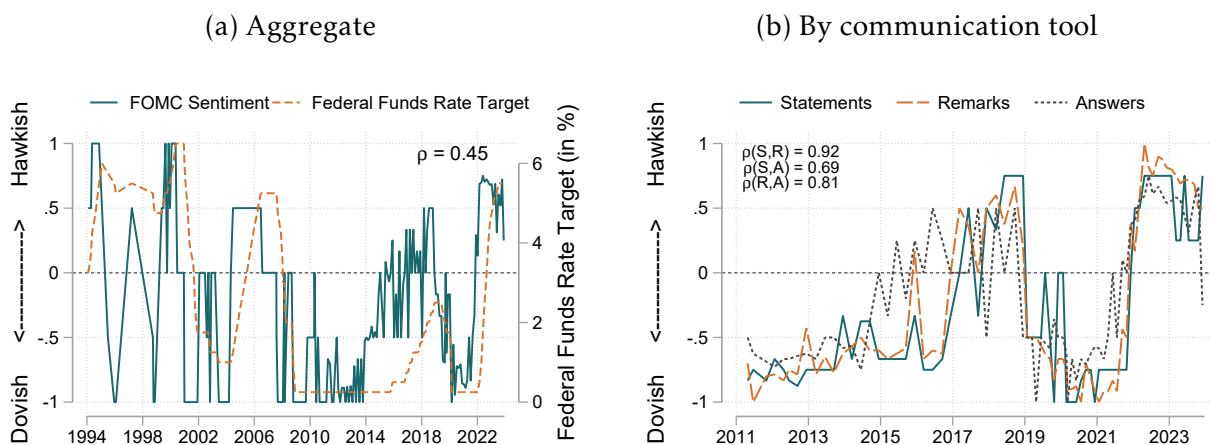 (a) Aggregate
FOMC Sentiment
Federal Funds Rate Target
Dovish <-------> Hawkish
1
.5
0
-.5
-1
ρ = 0.45
6
4
2
0
Federal Funds Rate Target (in %)
1994 1998 2002 2006 2010 2014 2018 2022
(b) By communication tool
Statements
Remarks
Answers
Dovish <-------> Hawkish
1
.5
0
-.5
-1
ρ(S,R) = 0.92
ρ(S,A) = 0.69
ρ(R,A) = 0.81
2011 2013 2015 2017 2019 2021 2023